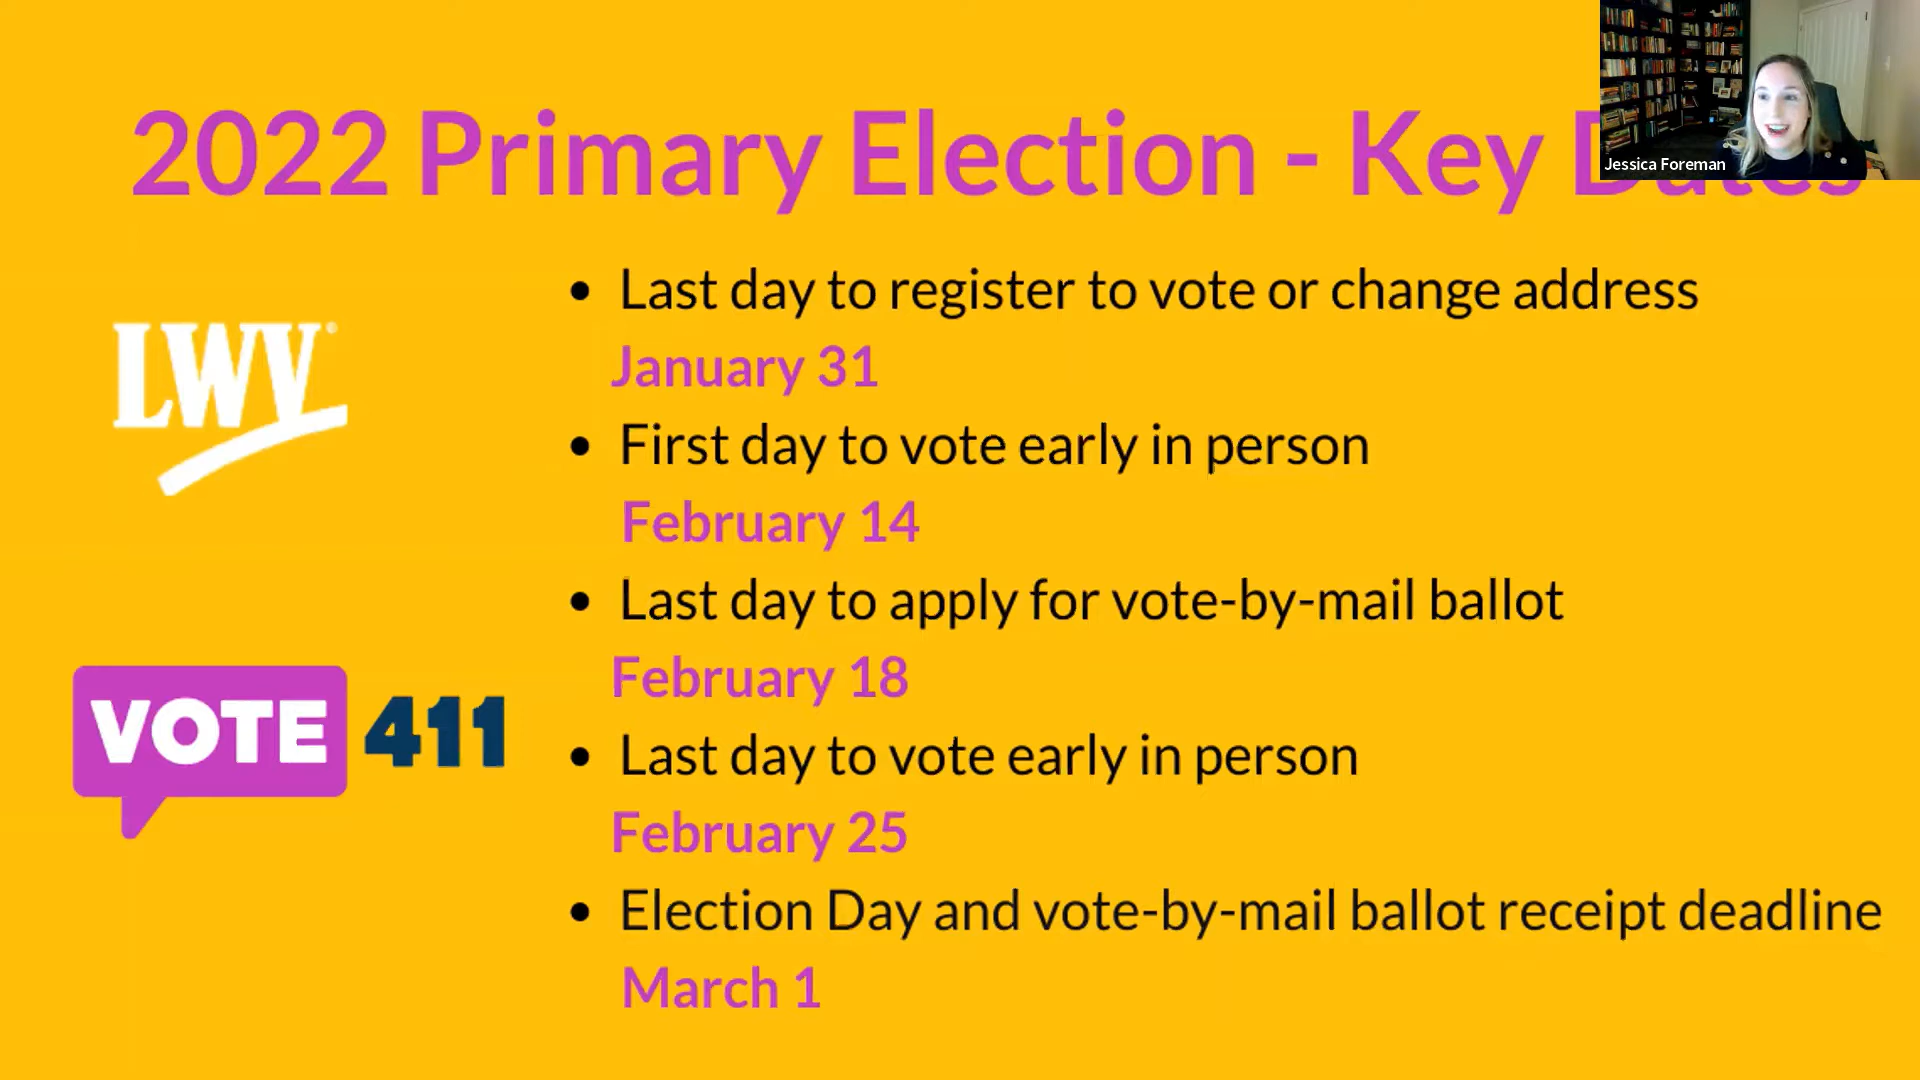 2022 Primary Election - Key Dates
Jessica Foreman
• Last day to register to vote or change address
January 31
• First day to vote early in person
February 14
• Last day to apply for vote-by-mail ballot
February 18
• Last day to vote early in person
February 25
• Election Day and vote-by-mail ballot receipt deadline
March 1
LWV®
VOTE 411